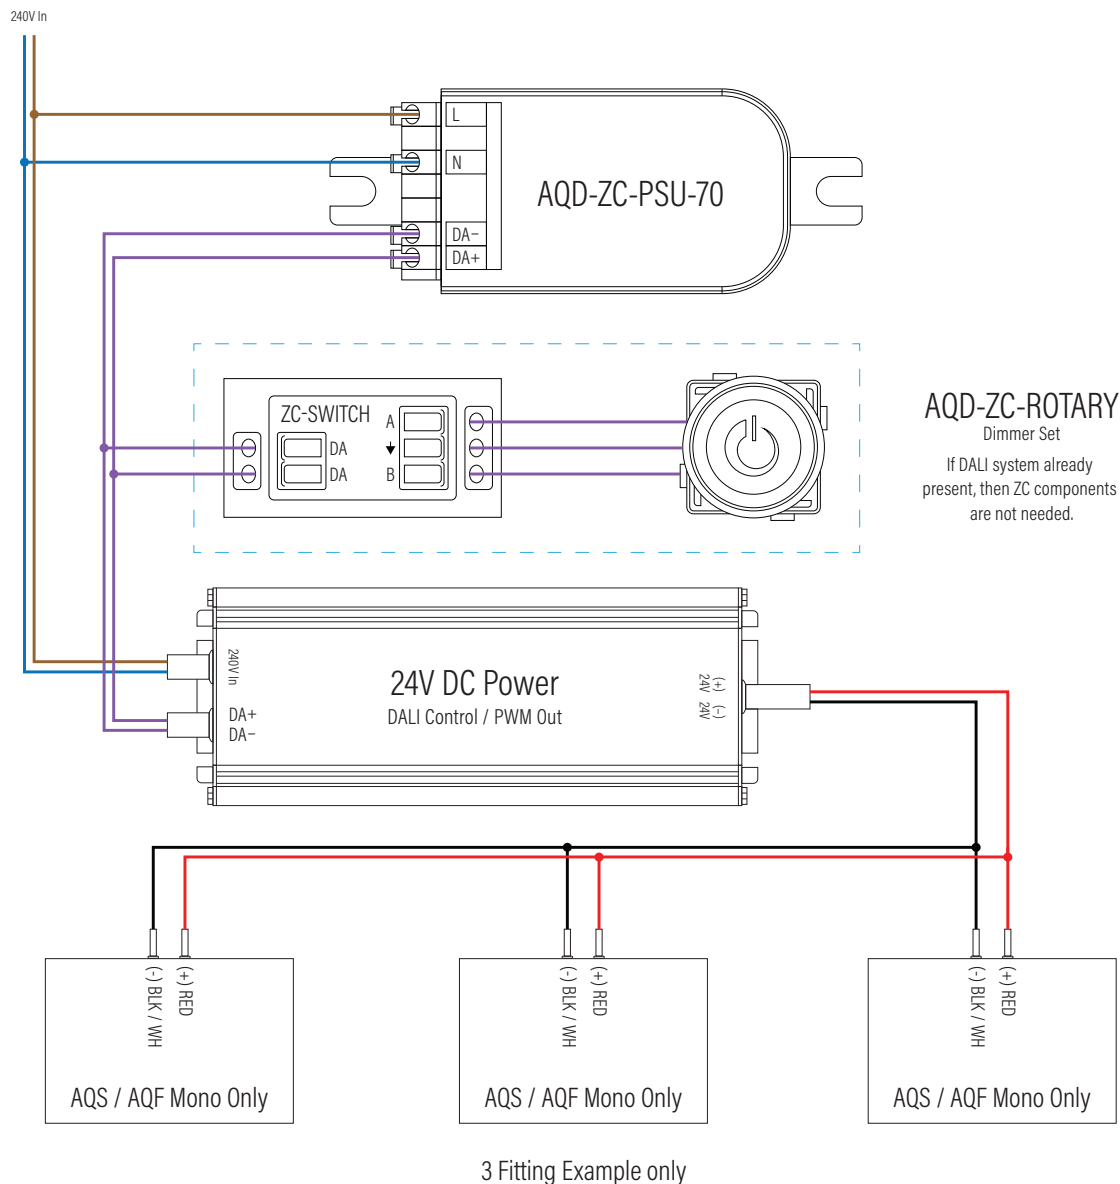 240V In
L
N
DA-
DA+
AQD-ZC-PSU-70
ZC-SWITCH
DA
DA
A
B
AQD-ZC-ROTARY
Dimmer Set
If DALI system already
present, then ZC components
are not needed.
240V In
DA+
DA-
24V DC Power
DALI Control / PWM Out
(+) (-)
24V 24V
(-) BLK / WH
(+) RED
AQS / AQF Mono Only
(-) BLK / WH
(+) RED
AQS / AQF Mono Only
(-) BLK / WH
(+) RED
AQS / AQF Mono Only
3 Fitting Example only